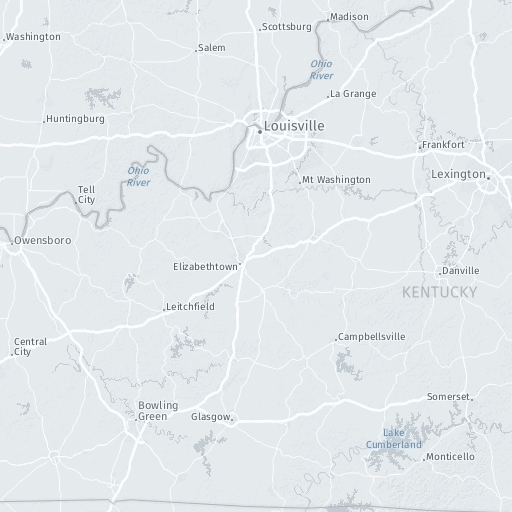 Madison
Scottsburg
Washington
Salem
Ohio
River
La Grange
Huntingburg
Louisville
Frankfort
Ohio
River
Lexington
Mt Washington
Tell
City
Owensboro
Elizabethtown
Danville
KENTUCKY
Leitchfield
Campbellsville
Central
City
Somerset
Bowling
Green
Glasgow
Lake
Cumberland
Monticello